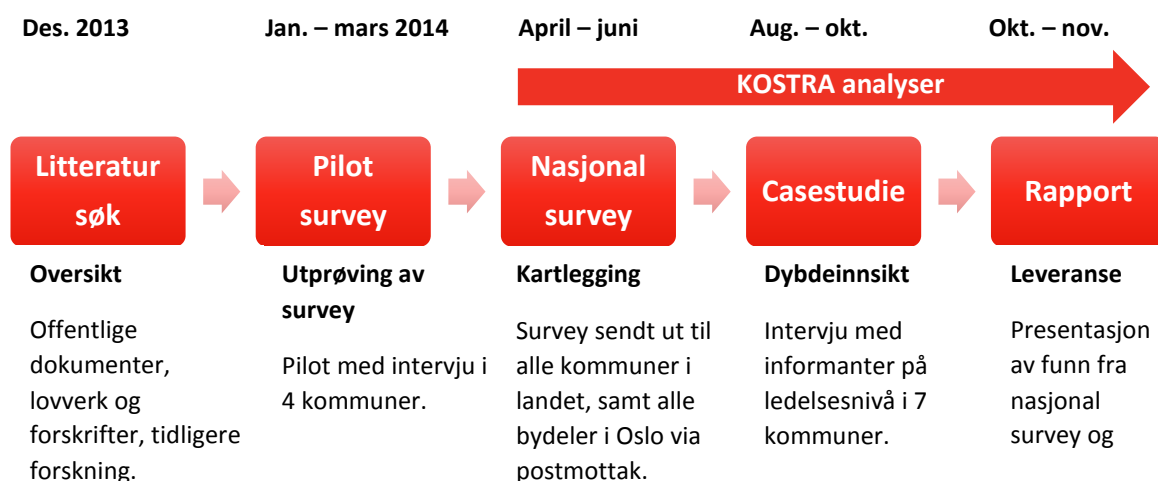 Des. 2013
Jan. – mars 2014
April – juni
Aug. – okt.
Okt. – nov.
KOSTRA analyser
Litteratur
søk
Pilot
survey
Nasjonal
survey
Casestudie
Rapport
Oversikt
Offentlige
dokumenter,
lovverk og
forskrifter, tidligere
forskning.
Utprøving av
survey
Pilot med intervju i
4 kommuner.
Kartlegging
Survey sendt ut til
alle kommuner i
landet, samt alle
bydeler i Oslo via
postmottak.
Dybdeinnsikt
Intervju med
informanter på
ledelsesnivå i 7
kommuner.
Leveranse
Presentasjon
av funn fra
nasjonal
survey og